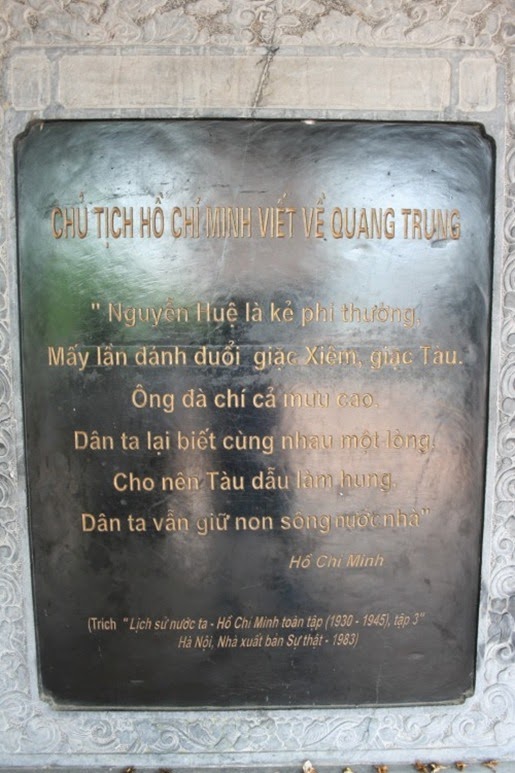 CHỦ TỊCH HỒ CHÍ MINH VIẾT VỀ QUANG TRUNG
" Nguyễn Huệ là kẻ phi thường,
Mấy lần đánh đuổi giặc Xiêm, giặc Tàu.
Ông đà chí cả mưu cao,
Dân ta lại biết cùng nhau một lòng.
Cho nên Tàu dẫu làm hung,
Dân ta vẫn giữ non sông nước nhà"
Hồ Chí Minh
(Trích "Lịch sử nước ta - Hồ Chí Minh toàn tập (1930 - 1945), tập 3"
Hà Nội, Nhà xuất bản Sự thật - 1983)